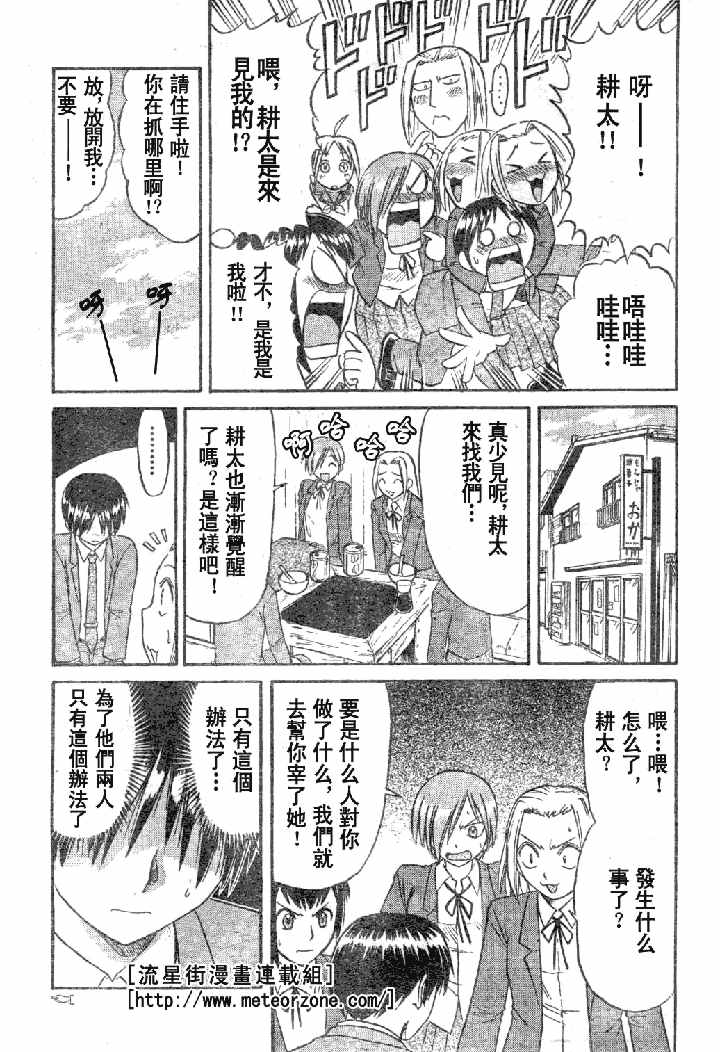 呀——！
耕太!!
喂，耕太是來
見我的!?
唔哇哇
哇哇…
才不，是我是
我啦!!
……
ドドドドド
請住手啦！
你在抓哪里啊!?
放，放開我…
不要——！
呀
呀
おか
真少見呢，耕太
來找我們…
哈
哈
哈
啊
耕太也漸漸覺醒
了嗎？是這樣吧！
………
喂…喂！
怎么了，
耕太？
發生什么
事了？
要是什么人對你
做了什么，我們就
去幫你宰了她！
只有這個
辦法了…
為了他們兩人
只有這個辦法了
[流星街漫畫連載組]
[http://www.meteorzone.com/]